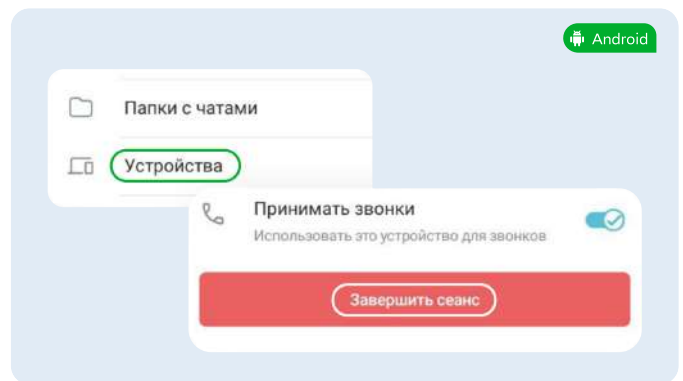 Android
Папки с чатами
Устройства
Принимать звонки
Использовать это устройство для звонков
Завершить сеанс